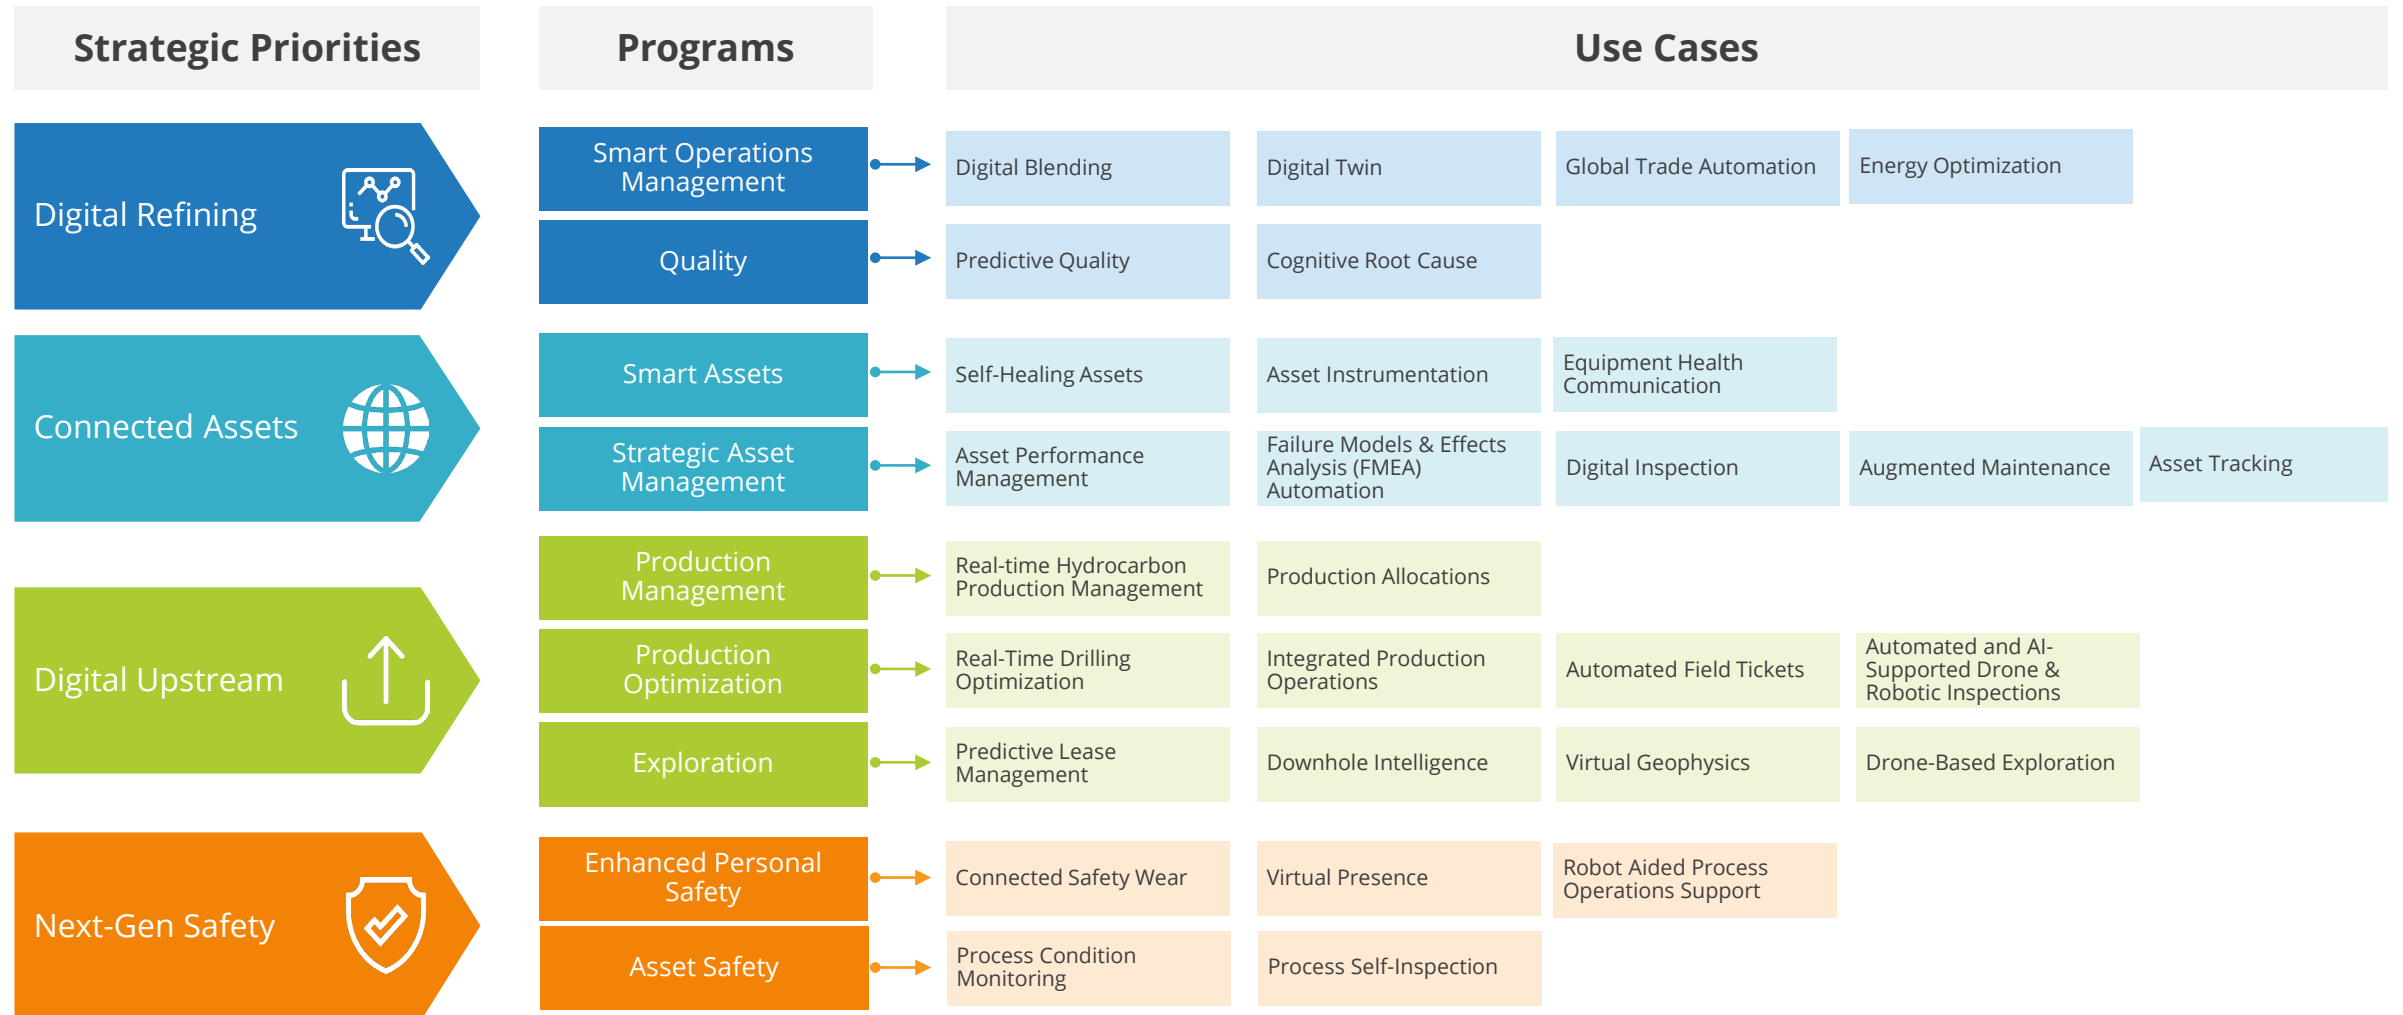 Strategic Priorities
Programs
Use Cases
Digital Refining
Smart Operations
Management
Digital Blending
Digital Twin
Global Trade Automation
Energy Optimization
Quality
Predictive Quality
Cognitive Root Cause
Connected Assets
Smart Assets
Self-Healing Assets
Asset Instrumentation
Equipment Health
Communication
Strategic Asset
Management
Asset Performance
Management
Failure Models & Effects
Analysis (FMEA)
Automation
Digital Inspection
Augmented Maintenance
Asset Tracking
Digital Upstream
Production
Management
Real-time Hydrocarbon
Production Management
Production Allocations
Production
Optimization
Real-Time Drilling
Optimization
Integrated Production
Operations
Automated Field Tickets
Automated and AI-
Supported Drone &
Robotic Inspections
Exploration
Predictive Lease
Management
Downhole Intelligence
Virtual Geophysics
Drone-Based Exploration
Next-Gen Safety
Enhanced Personal
Safety
Connected Safety Wear
Virtual Presence
Robot Aided Process
Operations Support
Asset Safety
Process Condition
Monitoring
Process Self-Inspection